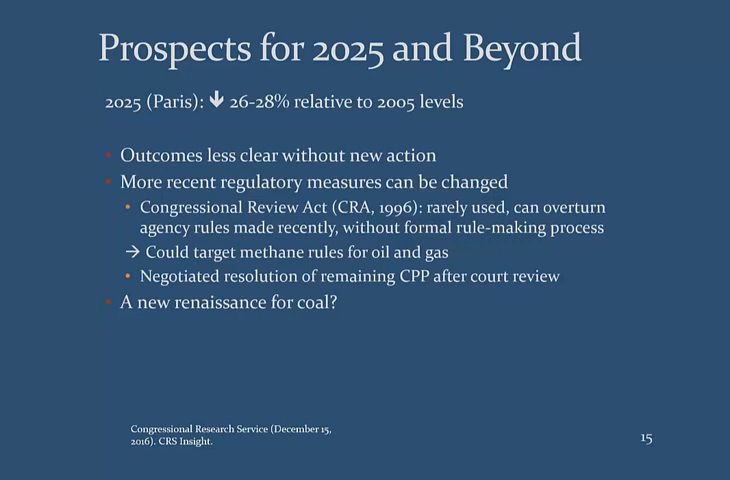 Prospects for 2025 and Beyond
2025 (Paris): 🡇 26-28% relative to 2005 levels
• Outcomes less clear without new action
• More recent regulatory measures can be changed
• Congressional Review Act (CRA, 1996): rarely used, can overturn
agency rules made recently, without formal rule-making process
→ Could target methane rules for oil and gas
• Negotiated resolution of remaining CPP after court review
• A new renaissance for coal?
Congressional Research Service (December 15,
2016). CRS Insight.
15